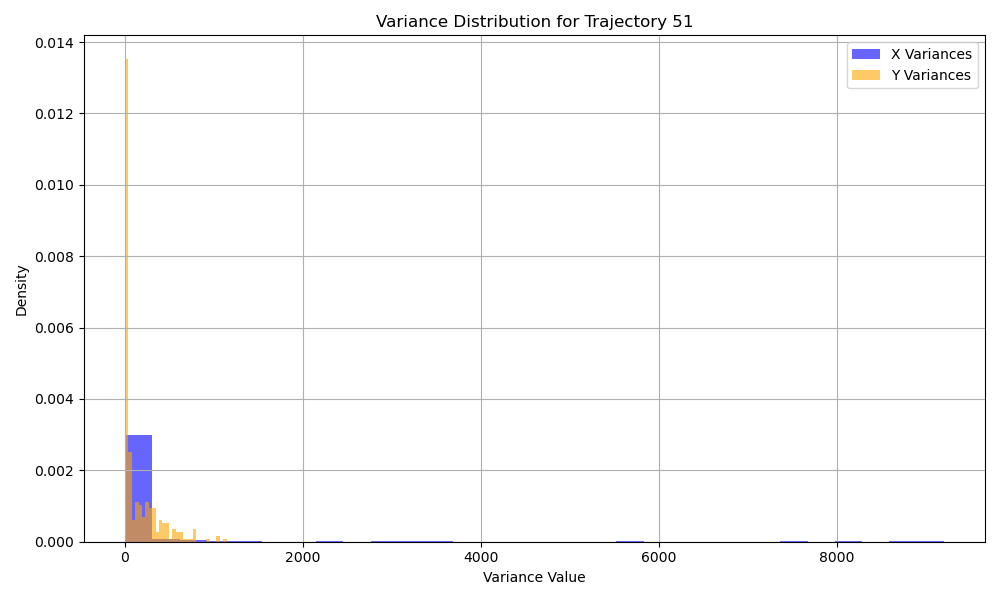 Variance Distribution for Trajectory 51
X Variances
Y Variances
Density
0.014
0.012
0.010
0.008
0.006
0.004
0.002
0.000
0
2000
4000
6000
8000
Variance Value